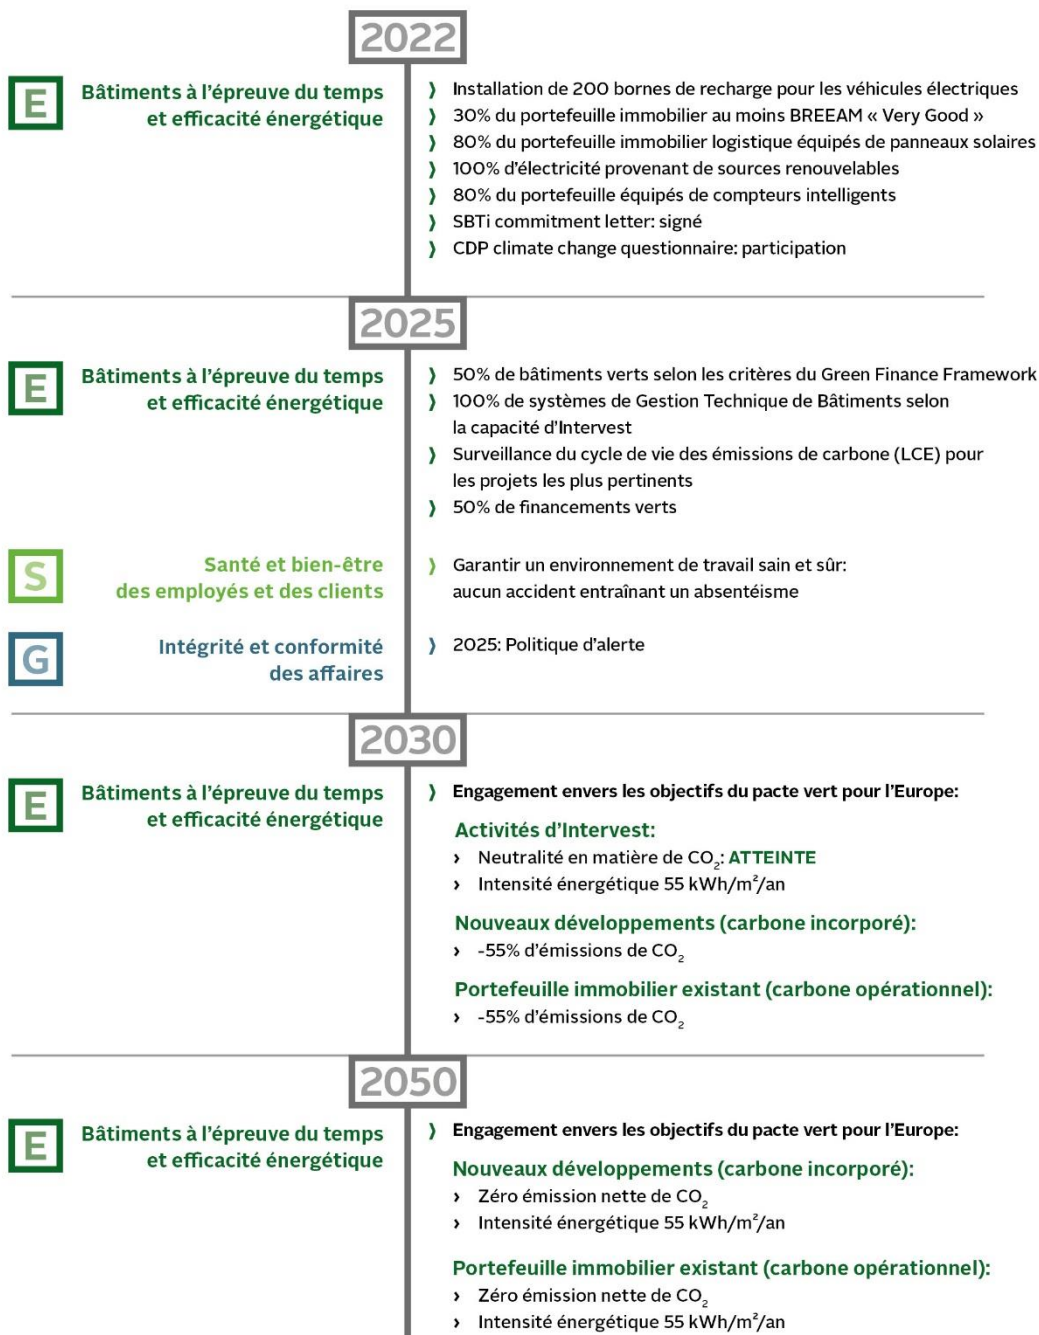 2022
E
Bâtiments à l'épreuve du temps
et efficacité énergétique
Installation de 200 bornes de recharge pour les véhicules électriques
30% du portefeuille immobilier au moins BREEAM « Very Good »
80% du portefeuille immobilier logistique équipés de panneaux solaires
100% d'électricité provenant de sources renouvelables
80% du portefeuille équipés de compteurs intelligents
SBTi commitment letter: signé
CDP climate change questionnaire: participation
2025
E
Bâtiments à l'épreuve du temps
et efficacité énergétique
50% de bâtiments verts selon les critères du Green Finance Framework
100% de systèmes de Gestion Technique de Bâtiments selon
la capacité d'Intervest
Surveillance du cycle de vie des émissions de carbone (LCE) pour
les projets les plus pertinents
50% de financements verts
S
Santé et bien-être
des employés et des clients
Garantir un environnement de travail sain et sûr:
aucun accident entraînant un absentéisme
G
Intégrité et conformité
des affaires
2025: Politique d'alerte
2030
E
Bâtiments à l'épreuve du temps
et efficacité énergétique
Engagement envers les objectifs du pacte vert pour l'Europe:
Activités d'Intervest:
Neutralité en matière de CO₂: ATTEINTE
Intensité énergétique 55 kWh/m²/an
Nouveaux développements (carbone incorporé):
-55% d'émissions de CO₂
Portefeuille immobilier existant (carbone opérationnel):
-55% d'émissions de CO₂
2050
E
Bâtiments à l'épreuve du temps
et efficacité énergétique
Engagement envers les objectifs du pacte vert pour l'Europe:
Nouveaux développements (carbone incorporé):
Zéro émission nette de CO₂
Intensité énergétique 55 kWh/m²/an
Portefeuille immobilier existant (carbone opérationnel):
Zéro émission nette de CO₂
Intensité énergétique 55 kWh/m²/an